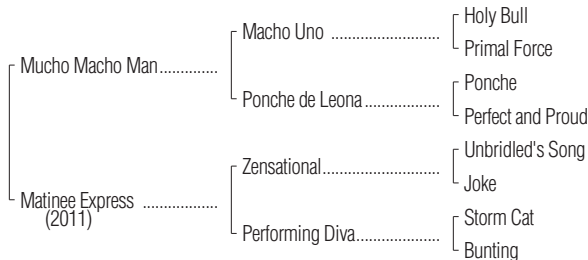 Holy Bull
Macho Uno ......................
Primal Force
Mucho Macho Man..............
Ponche
Ponche de Leona...............
Perfect and Proud
Unbridled's Song
Zensational........................
Joke
Matinee Express ..................
(2011)
Storm Cat
Performing Diva.................
Bunting